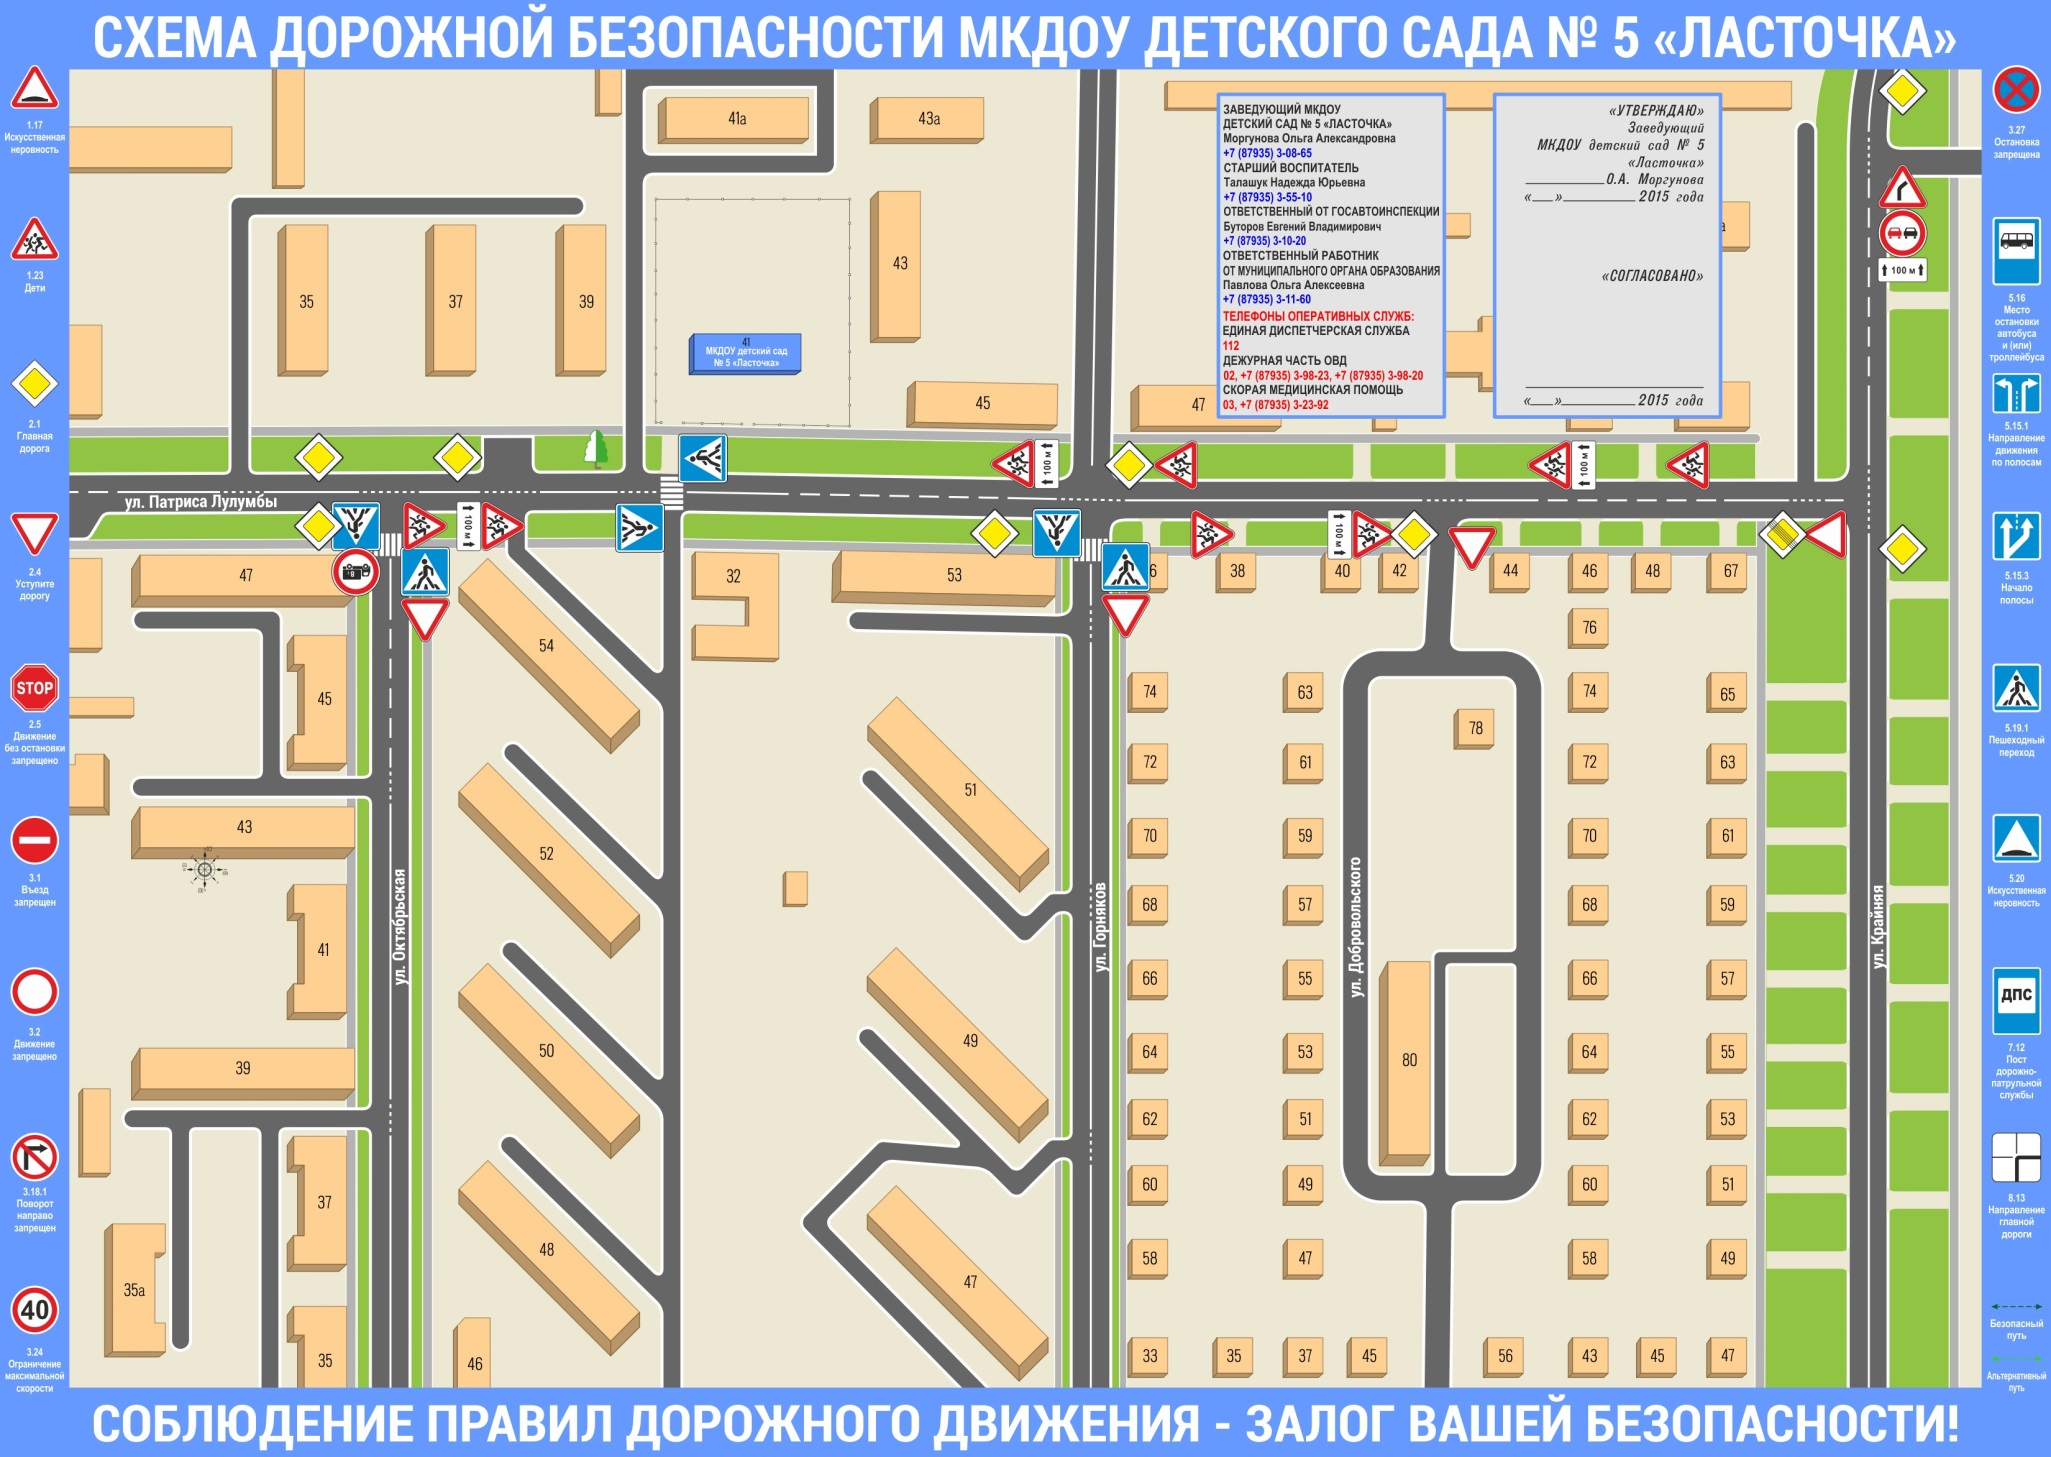 СХЕМА ДОРОЖНОЙ БЕЗОПАСНОСТИ МКДОУ ДЕТСКОГО САДА № 5 «ЛАСТОЧКА»
1.17
Искусственная
неровность
1.23
Дети
2.1
Главная
дорога
2.4
Уступите
дорогу
STOP
2.5
Движение
без остановки
запрещено
3.1
Въезд
запрещен
3.2
Движение
запрещено
3.18.1
Поворот
направо
запрещен
40
3.24
Ограничение
максимальной
скорости
41а
43а
35
37
39
43
41
МКДОУ детский сад
№ 5 «Ласточка»
45
47
ЗАВЕДУЮЩИЙ МКДОУ
ДЕТСКИЙ САД № 5 «ЛАСТОЧКА»
Моргунова Ольга Александровна
+7 (87935) 3-08-65
СТАРШИЙ ВОСПИТАТЕЛЬ
Талашук Надежда Юрьевна
+7 (87935) 3-55-10
ОТВЕТСТВЕННЫЙ ОТ ГОСАВТОИНСПЕКЦИИ
Буторов Евгений Владимирович
+7 (87935) 3-10-20
ОТВЕТСТВЕННЫЙ РАБОТНИК
ОТ МУНИЦИПАЛЬНОГО ОРГАНА ОБРАЗОВАНИЯ
Павлова Ольга Алексеевна
+7 (87935) 3-11-60
ТЕЛЕФОНЫ ОПЕРАТИВНЫХ СЛУЖБ:
ЕДИНАЯ ДИСПЕТЧЕРСКАЯ СЛУЖБА
112
ДЕЖУРНАЯ ЧАСТЬ ОВД
02, +7 (87935) 3-98-23, +7 (87935) 3-98-20
СКОРАЯ МЕДИЦИНСКАЯ ПОМОЩЬ
03, +7 (87935) 3-23-92
«УТВЕРЖДАЮ»
Заведующий
МКДОУ детский сад № 5
«Ласточка»
___________О.А. Моргунова
«___»___________ 2015 года
«СОГЛАСОВАНО»
«___»___________ 2015 года
100 м
100 м
100 м
100 м
100 м
ул. Патриса Лулумбы
8
47
45
43
41
39
37
35а
35
ул. Октябрьская
54
52
50
48
46
32
53
51
49
47
ул. Горняков
6
38
40
42
44
46
48
67
76
74
63
78
74
65
72
61
72
63
70
59
70
61
68
57
68
59
66
55
66
57
64
53
80
64
55
62
51
62
53
60
49
60
51
58
47
58
49
33
35
37
45
56
43
45
47
ул. Добровольского
ул. Крайняя
3.27
Остановка
запрещена
5.16
Место
остановки
автобуса
и (или)
троллейбуса
5.15.1
Направление
движения
по полосам
5.15.3
Начало
полосы
5.19.1
Пешеходный
переход
5.20
Искусственная
неровность
ДПС
7.12
Пост
дорожно-
патрульной
службы
8.13
Направление
главной
дороги
Безопасный
путь
Альтернативный
путь
СОБЛЮДЕНИЕ ПРАВИЛ ДОРОЖНОГО ДВИЖЕНИЯ - ЗАЛОГ ВАШЕЙ БЕЗОПАСНОСТИ!